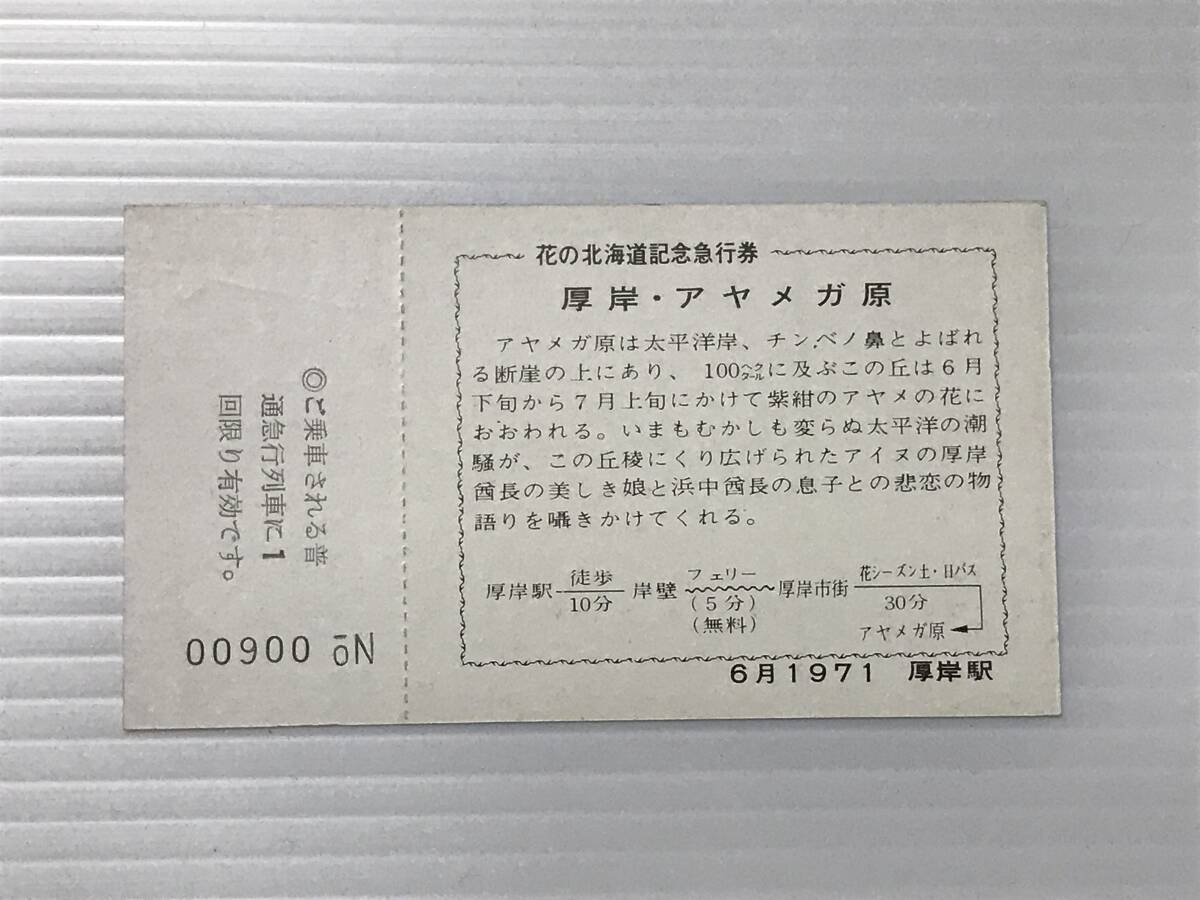 花の北海道記念急行券
厚岸・アヤメガ原
アヤメガ原は太平洋岸、チンベノ鼻とよばれ
る断崖の上にあり、100ヘクタールに及ぶこの丘は6月
下旬から7月上旬にかけて紫紺のアヤメの花に
おおわれる。いまもむかしも変らぬ太平洋の潮
騒が、この丘稜にくり広げられたアイヌの厚岸
酋長の美しき娘と浜中酋長の息子との悲恋の物
語りを囁きかけてくれる。
厚岸駅 徒歩 10分 岸壁 フェリー (5分) (無料) 厚岸市街 花シーズン土・日バス 30分
アヤメガ原
6月1971 厚岸駅
◎ご乗車される普
通急行列車に1
回限り有効です。
No 00600